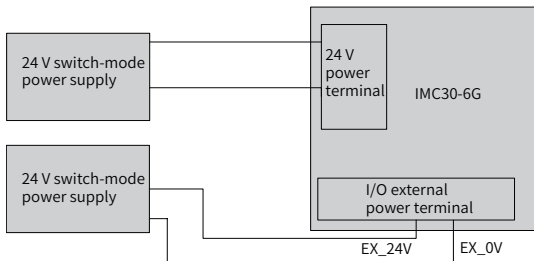 24 V switch-mode
power supply
24 V
power
terminal
IMC30-6G
24 V switch-mode
power supply
I/O external
power terminal
EX_24V
EX_0V